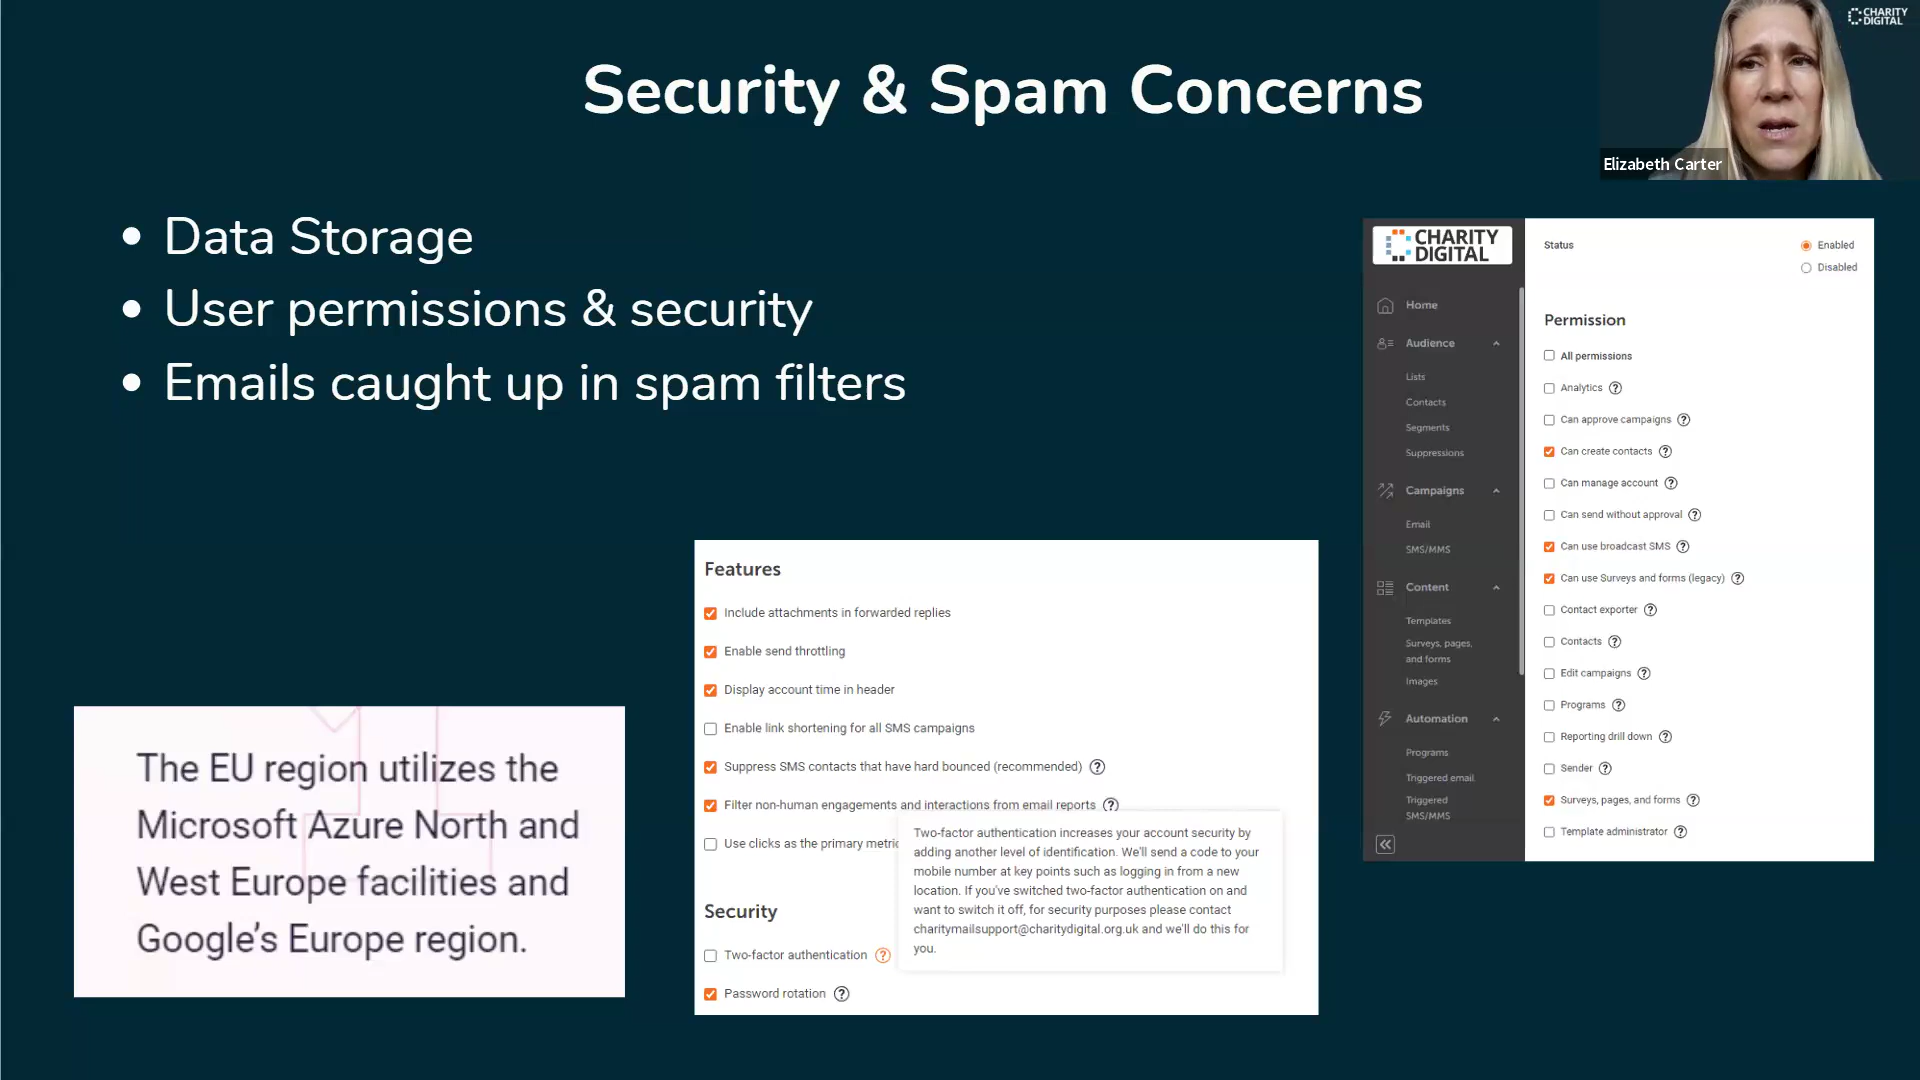 CHARITY
DIGITAL
Security & Spam Concerns
Elizabeth Carter
• Data Storage
• User permissions & security
• Emails caught up in spam filters
The EU region utilizes the
Microsoft Azure North and
West Europe facilities and
Google's Europe region.
Features
Include attachments in forwarded replies
Enable send throttling
Display account time in header
Enable link shortening for all SMS campaigns
Suppress SMS contacts that have hard bounced (recommended) ?
Filter non-human engagements and interactions from email reports ?
Use clicks as the primary metric
Two-factor authentication increases your account security by
adding another level of identification. We'll send a code to your
mobile number at key points such as logging in from a new
location. If you've switched two-factor authentication on and
want to switch it off, for security purposes please contact
charitymailsupport@charitydigital.org.uk and we'll do this for
you.
Security
Two-factor authentication ?
Password rotation ?
CHARITY
DIGITAL
Home
Audience
Lists
Contacts
Segments
Suppressions
Campaigns
Email
SMS/MMS
Content
Templates
Surveys, pages,
and forms
Images
Automation
Programs
Triggered email
Triggered
SMS/MMS
Status
Enabled
Disabled
Permission
All permissions
Analytics ?
Can approve campaigns ?
Can create contacts ?
Can manage account ?
Can send without approval ?
Can use broadcast SMS ?
Can use Surveys and forms (legacy) ?
Contact exporter ?
Contacts ?
Edit campaigns ?
Programs ?
Reporting drill down ?
Sender ?
Surveys, pages, and forms ?
Template administrator ?